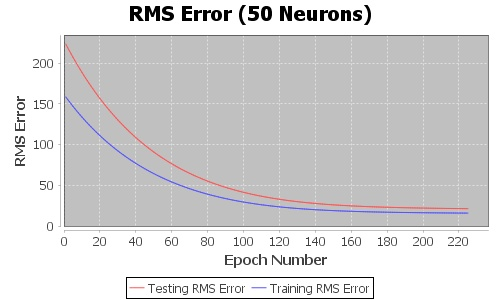 RMS Error (50 Neurons)
RMS Error
200
150
100
50
0
0 20 40 60 80 100 120 140 160 180 200 220
Epoch Number
Testing RMS Error Training RMS Error